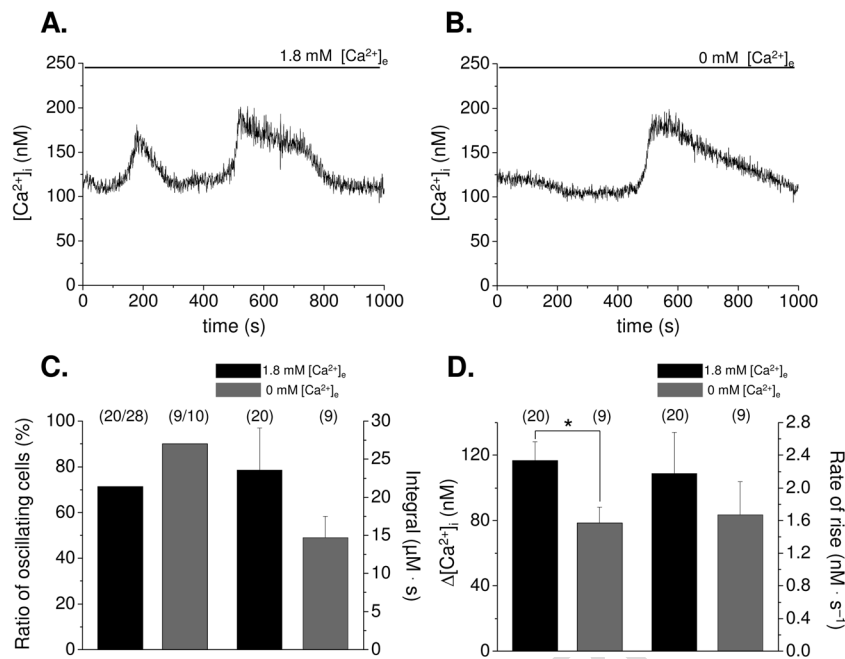 A.
1.8 mM [Ca²⁺]ₑ
250
200
150
100
50
0
[Ca²⁺]ᵢ (nM)
0 200 400 600 800 1000
time (s)
B.
0 mM [Ca²⁺]ₑ
250
200
150
100
50
0
[Ca²⁺]ᵢ (nM)
0 200 400 600 800 1000
time (s)
C.
1.8 mM [Ca²⁺]ₑ
0 mM [Ca²⁺]ₑ
(20/28) (9/10) (20) (9)
100
80
60
40
20
0
Ratio of oscillating cells (%)
30
25
20
15
10
5
0
Integral (µM · s)
D.
1.8 mM [Ca²⁺]ₑ
0 mM [Ca²⁺]ₑ
(20) (9) (20) (9)
*
120
80
40
0
Δ[Ca²⁺]ᵢ (nM)
2.8
2.4
2.0
1.6
1.2
0.8
0.4
0.0
Rate of rise (nM · s⁻¹)